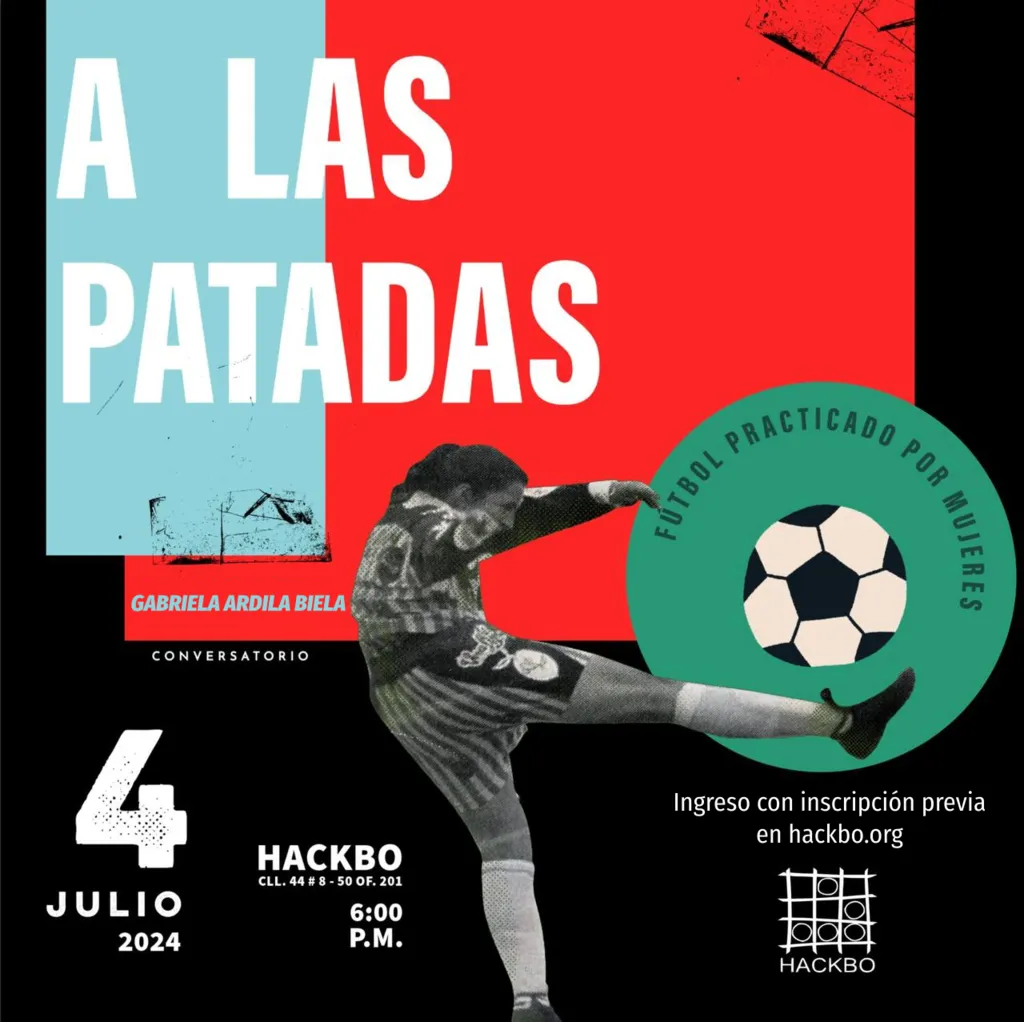 A LAS
PATADAS
FÚTBOL PRACTICADO POR MUJERES
GABRIELA ARDILA BIELA
CONVERSATORIO
4
JULIO
2024
HACKBO
CLL. 44 # 8 - 50 OF. 201
6:00
P.M.
Ingreso con inscripción previa
en hackbo.org
HACKBO